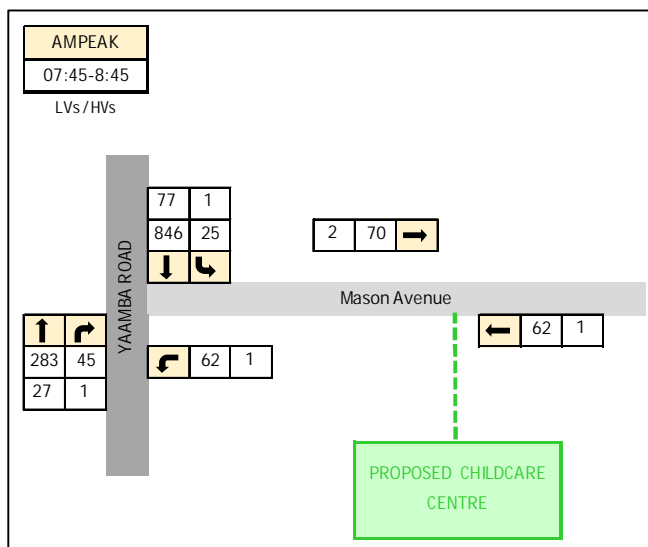 AMPEAK
07:45-8:45
LVs/HVs
77 1
846 25
2 70
YAAMBA ROAD
Mason Avenue
283 45
27 1
62 1
62 1
PROPOSED CHILDCARE
CENTRE